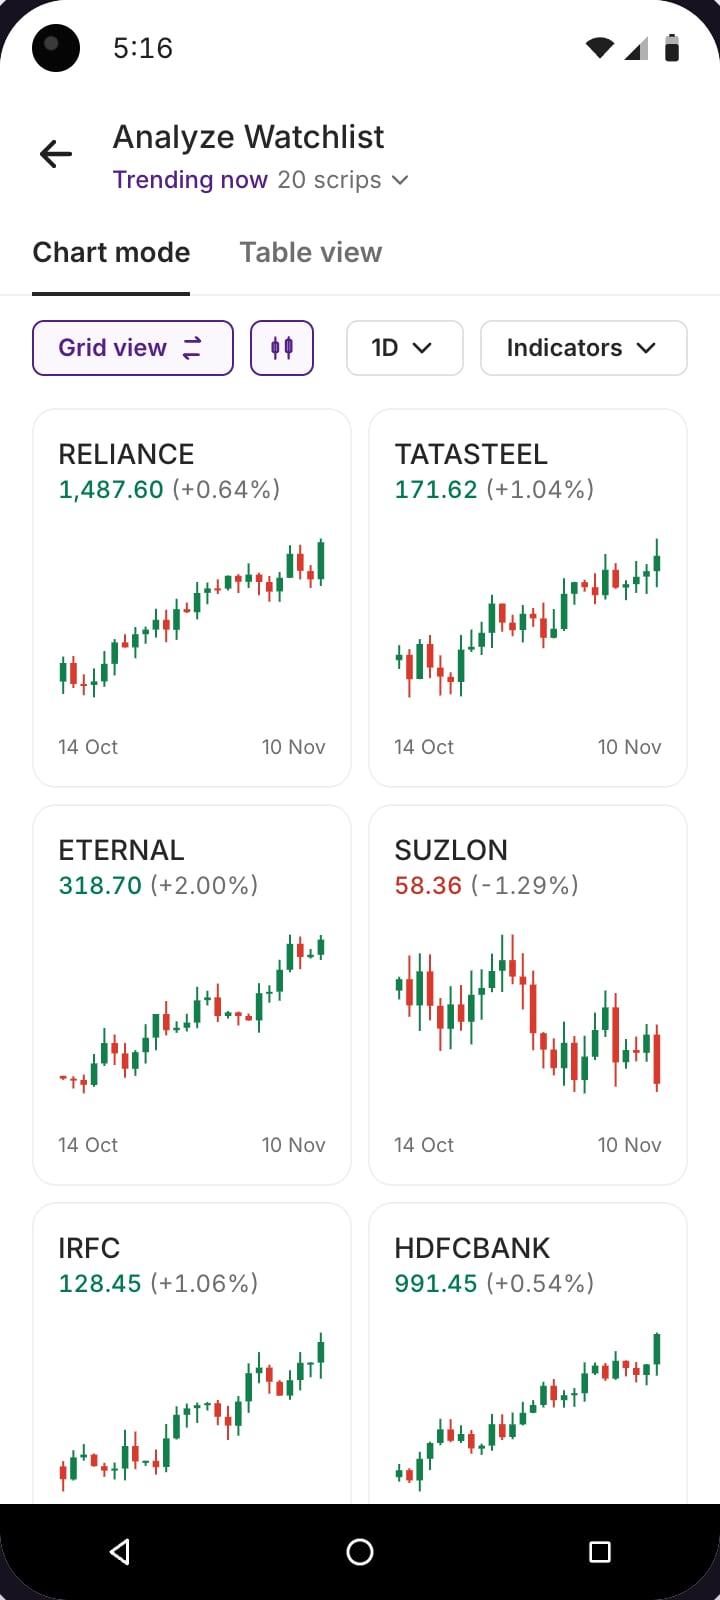 5:16
Analyze Watchlist
Trending now 20 scrips
Chart mode Table view
Grid view 1D Indicators
RELIANCE
1,487.60 (+0.64%)
14 Oct 10 Nov
TATASTEEL
171.62 (+1.04%)
14 Oct 10 Nov
ETERNAL
318.70 (+2.00%)
14 Oct 10 Nov
SUZLON
58.36 (-1.29%)
14 Oct 10 Nov
IRFC
128.45 (+1.06%)
HDFCBANK
991.45 (+0.54%)